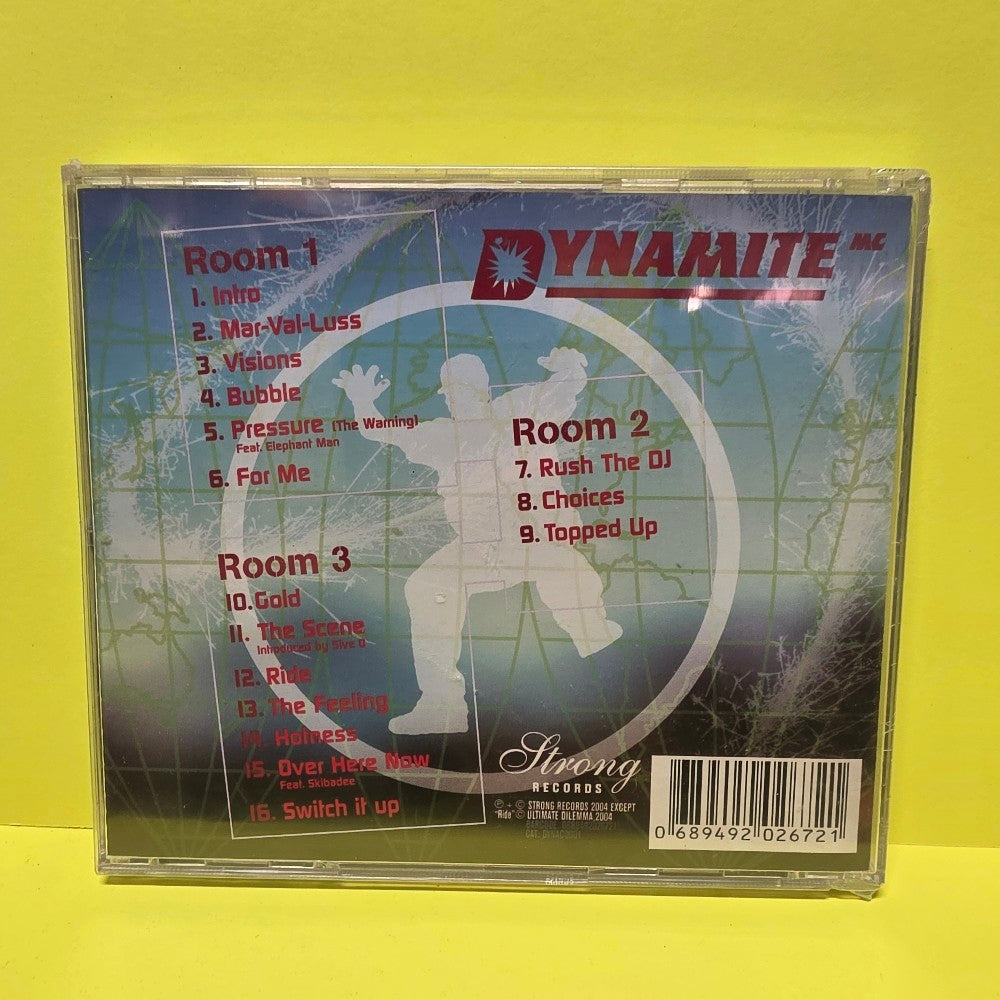 Room 1
1. Intro
2. Mar-Val-Luss
3. Visions
4. Bubble
5. Pressure (The Warning)
Feat. Elephant Man
6. For Me
DYNAMITE MC
Room 2
7. Rush The DJ
8. Choices
9. Topped Up
Room 3
10. Gold
11. The Scene
Introduced by
12. Ride
13. The Feeling
14. Hotness
15. Over Here Now
Feat. Skibadee
16. Switch it up
Strong
RECORDS
℗ + © STRONG RECORDS 2004 EXCEPT
"Ride" © ULTIMATE DILEMMA 2004
0 689492 026721